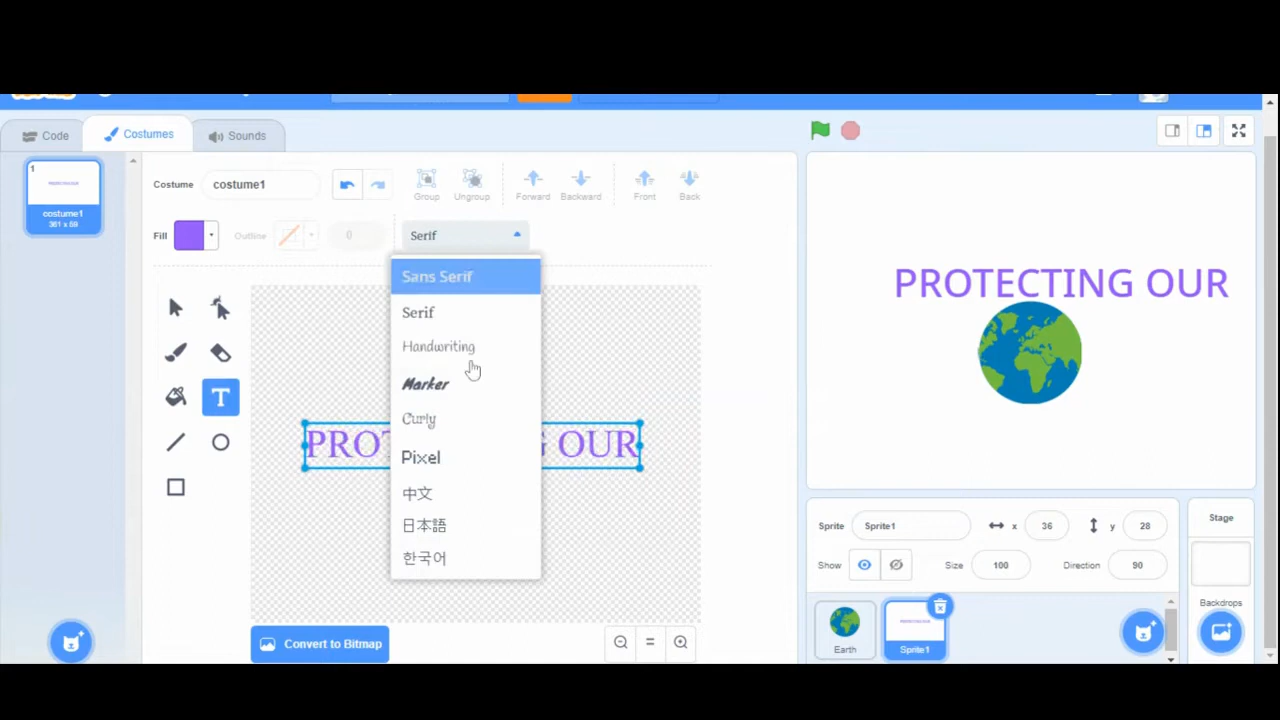 Code
Costumes
Sounds
1
costume1
361 x 59
Costume
costume1
Group
Ungroup
Forward
Backward
Front
Back
Fill
Outline
0
Serif
Sans Serif
Serif
Handwriting
Marker
Curly
Pixel
中文
日本語
한국어
T
PROTECTING OUR
Convert to Bitmap
PROTECTING OUR
Sprite
Sprite1
x
36
y
28
Show
Size
100
Direction
90
Earth
Sprite1
Stage
Backdrops